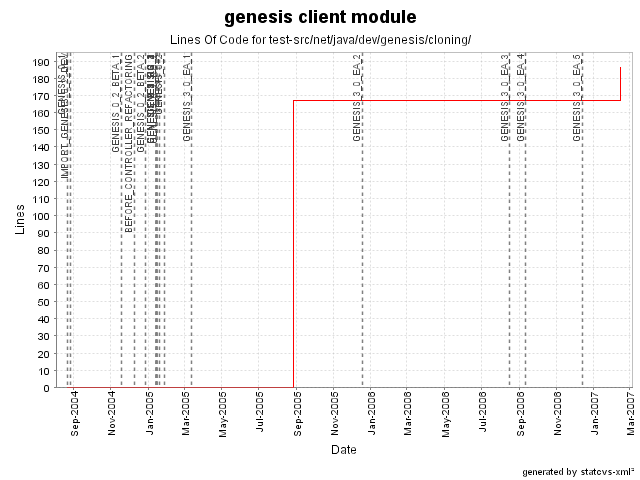 genesis client module
Lines Of Code for test-src/net/java/dev/genesis/cloning/
Lines
190
180
170
160
150
140
130
120
110
100
90
80
70
60
50
40
30
20
10
0
GENESIS_0_2_BETA_1
BEFORE_CONTROLLER_REFACTORING
GENESIS_0_2_BETA_2
GENESIS_3_0_EA_1
GENESIS_3_0_EA_2
GENESIS_3_0_EA_3
GENESIS_3_0_EA_4
GENESIS_3_0_EA_5
Sep-2004
Nov-2004
Jan-2005
Mar-2005
May-2005
Jul-2005
Sep-2005
Nov-2005
Jan-2006
Mar-2006
May-2006
Jul-2006
Sep-2006
Nov-2006
Jan-2007
Mar-2007
Date
generated by statcvs-xml²